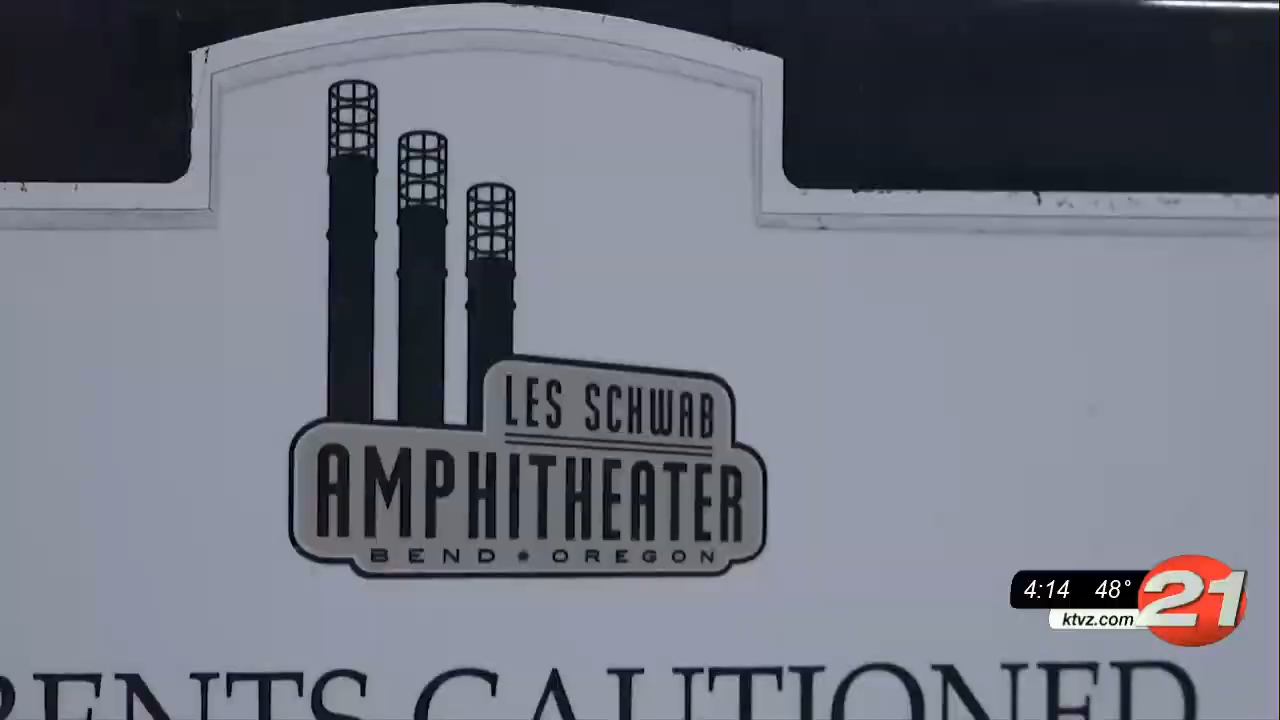 LES SCHWAB
AMPHITHEATER
BEND * OREGON
4:14 48°
21
ktvz.com
RENTS CAUTIONED